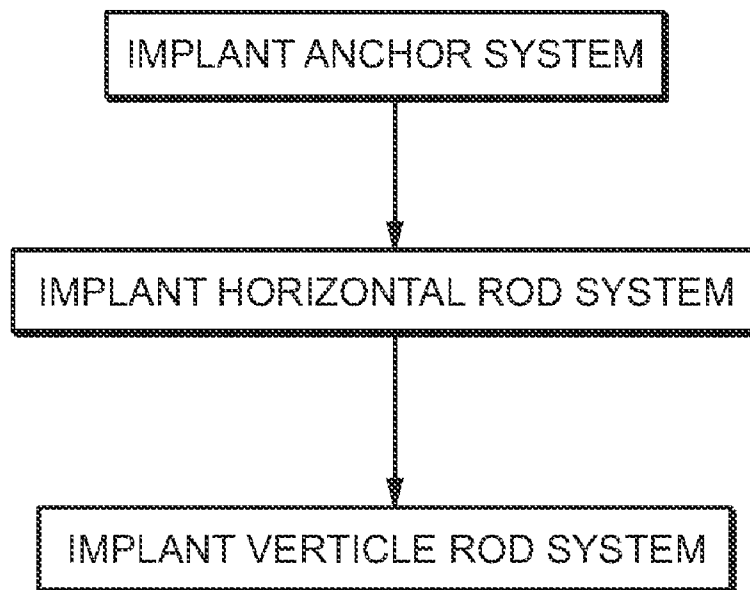 IMPLANT ANCHOR SYSTEM
IMPLANT HORIZONTAL ROD SYSTEM
IMPLANT VERTICLE ROD SYSTEM